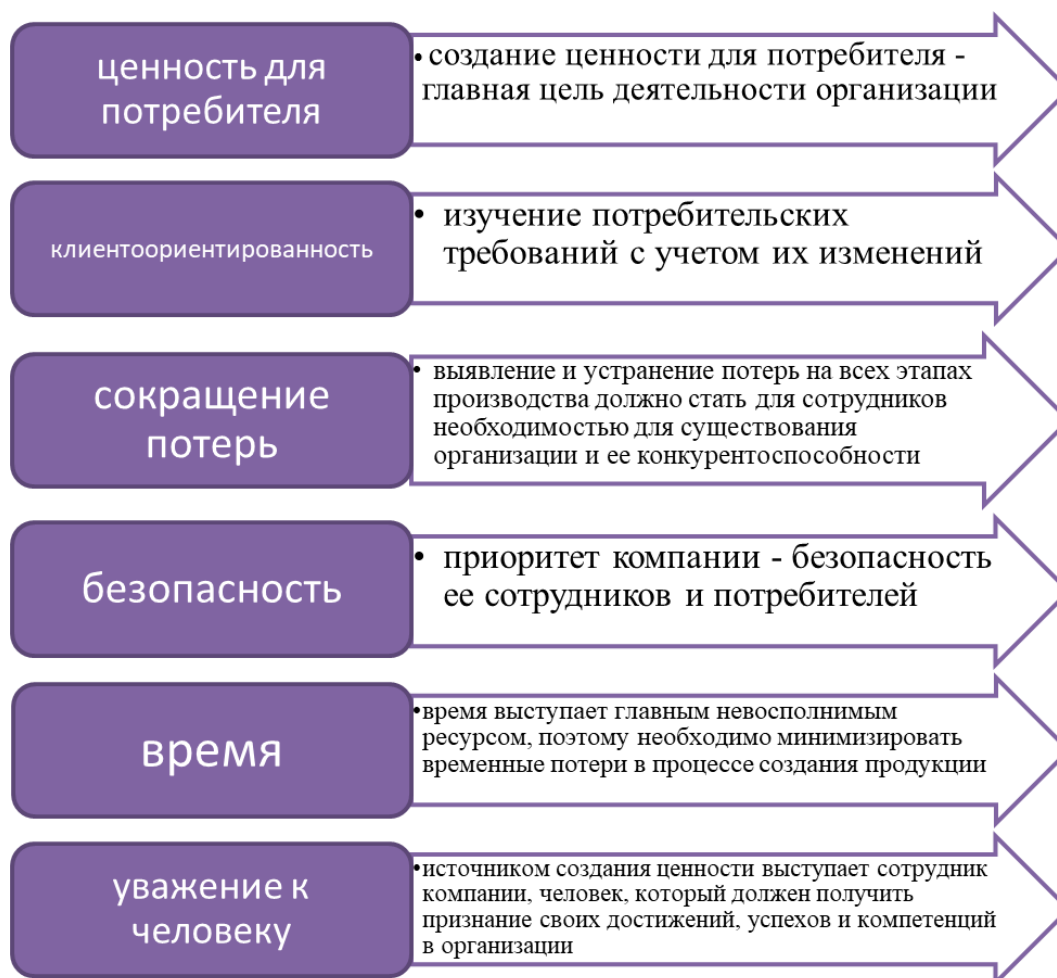 ценность для
потребителя
• создание ценности для потребителя -
главная цель деятельности организации
клиентоориентированность
• изучение потребительских
требований с учетом их изменений
сокращение
потерь
• выявление и устранение потерь на всех этапах
производства должно стать для сотрудников
необходимостью для существования
организации и ее конкурентоспособности
безопасность
• приоритет компании - безопасность
ее сотрудников и потребителей
время
•время выступает главным невосполнимым
ресурсом, поэтому необходимо минимизировать
временные потери в процессе создания продукции
уважение к
человеку
•источником создания ценности выступает сотрудник
компании, человек, который должен получить
признание своих достижений, успехов и компетенций
в организации